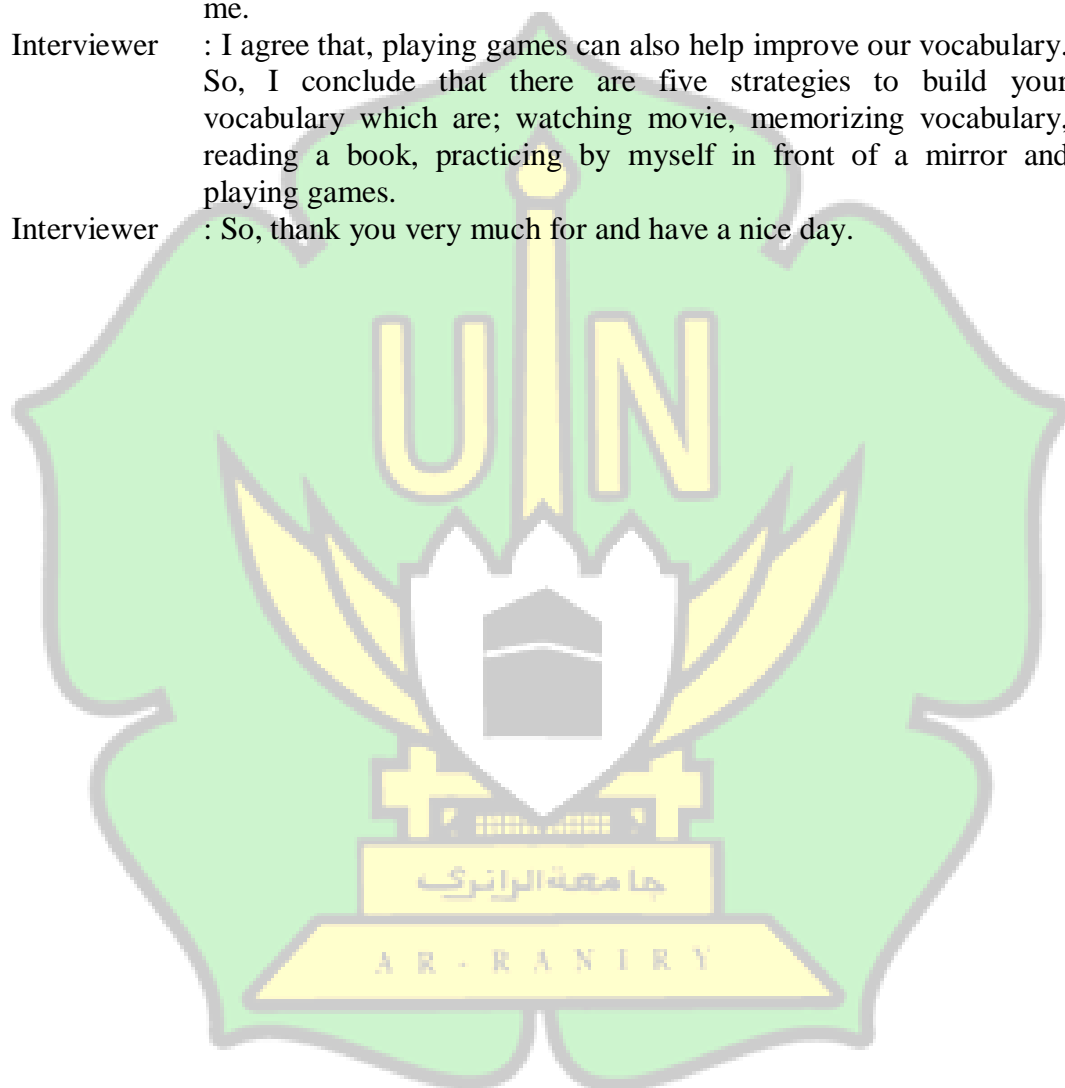 me.
Interviewer : I agree that, playing games can also help improve our vocabulary.
So, I conclude that there are five strategies to build your
vocabulary which are; watching movie, memorizing vocabulary,
reading a book, practicing by myself in front of a mirror and
playing games.
Interviewer : So, thank you very much for and have a nice day.
UIN
جامعة الرانري
AR-RANIRY